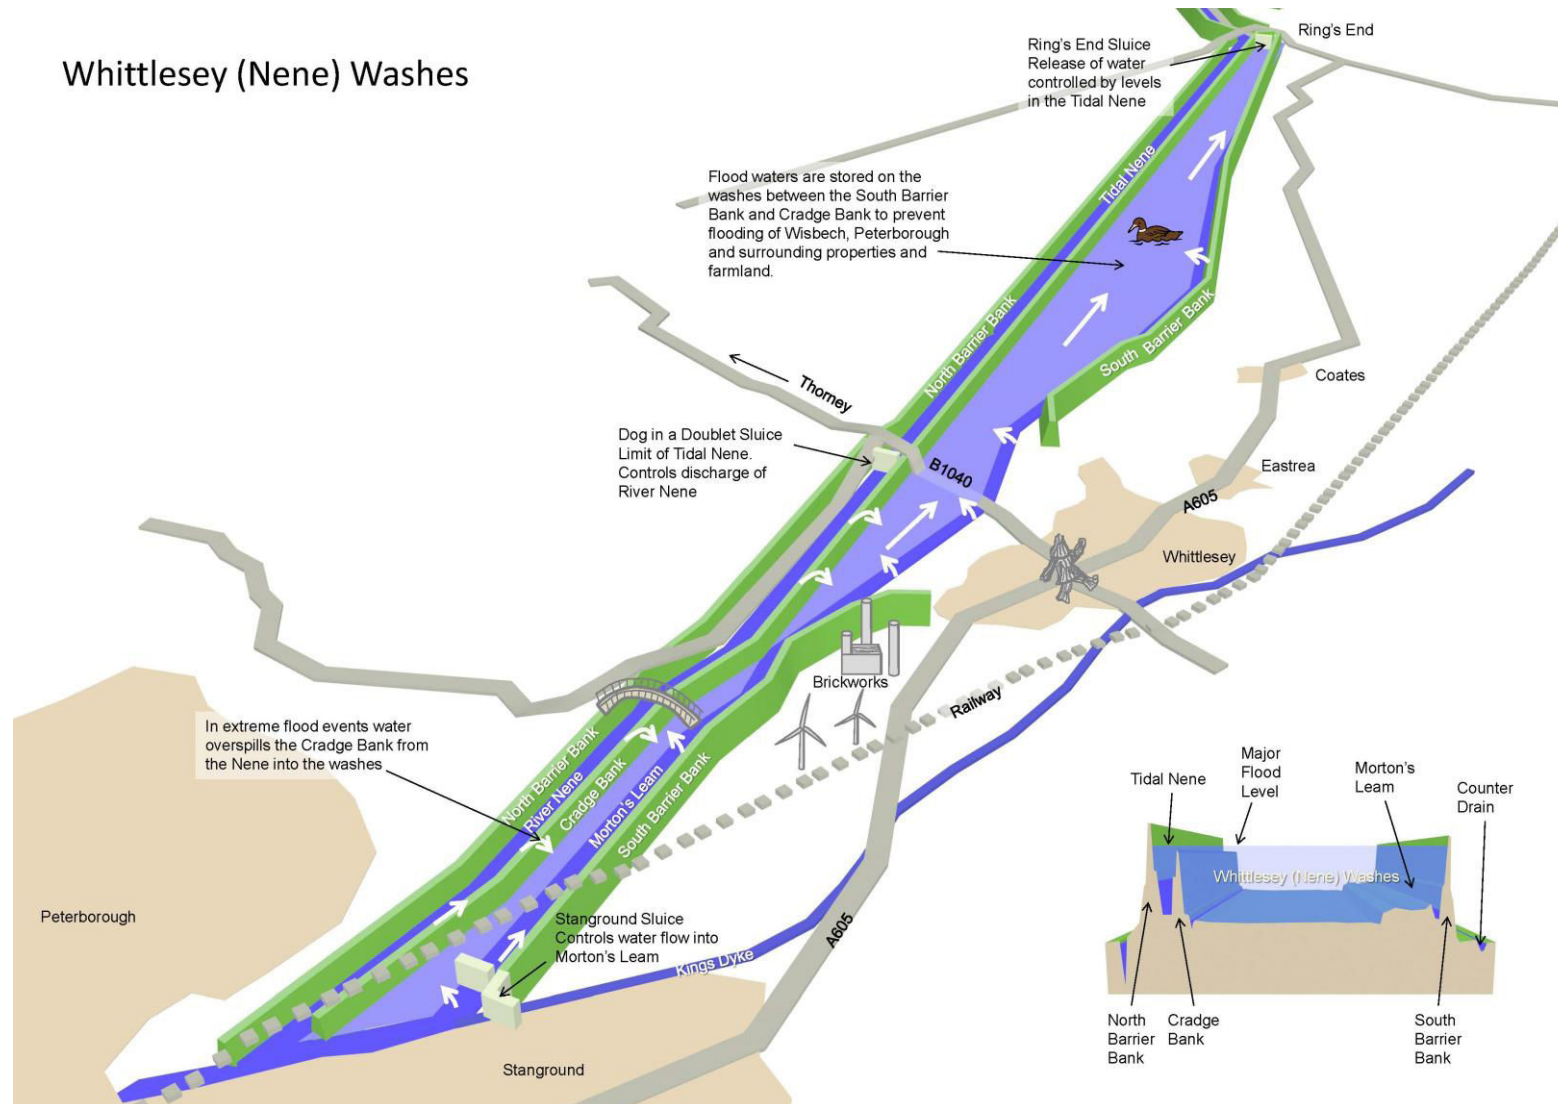 Whittlesey (Nene) Washes
Ring's End
Ring's End Sluice
Release of water
controlled by levels
in the Tidal Nene
Flood waters are stored on the
washes between the South Barrier
Bank and Cradge Bank to prevent
flooding of Wisbech, Peterborough
and surrounding properties and
farmland.
Tidal Nene
North Barrier Bank
South Barrier Bank
Thorney
Coates
Dog in a Doublet Sluice
Limit of Tidal Nene.
Controls discharge of
River Nene
B1040
Eastrea
A605
Whittlesey
Brickworks
Railway
In extreme flood events water
overspills the Cradge Bank from
the Nene into the washes
North Barrier Bank
River Nene
Cradge Bank
Morton's Leam
South Barrier Bank
Peterborough
Stanground Sluice
Controls water flow into
Morton's Leam
Kings Dyke
A605
Stanground
Tidal Nene
Major
Flood
Level
Morton's
Leam
Counter
Drain
Whittlesey (Nene) Washes
North
Barrier
Bank
Cradge
Bank
South
Barrier
Bank